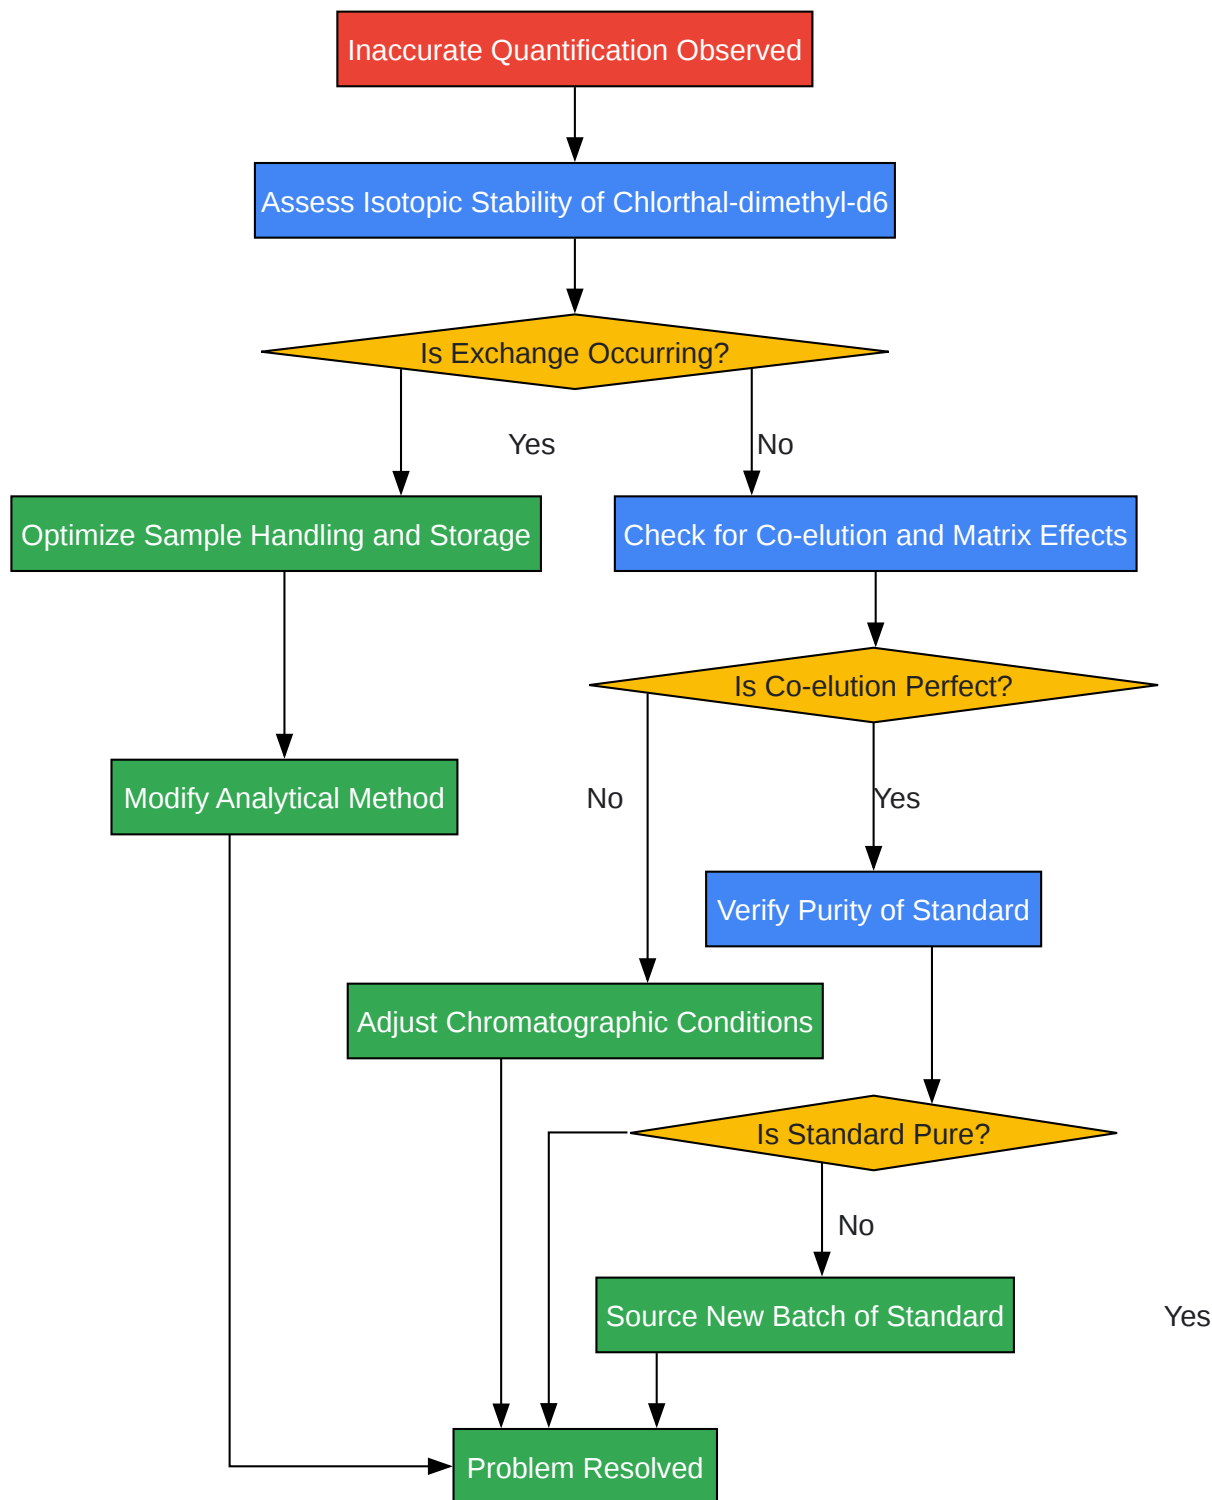 Inaccurate Quantification Observed
Assess Isotopic Stability of Chlorthal-dimethyl-d6
Is Exchange Occurring?
Yes
No
Optimize Sample Handling and Storage
Check for Co-elution and Matrix Effects
Is Co-elution Perfect?
Modify Analytical Method
No
Yes
Verify Purity of Standard
Adjust Chromatographic Conditions
Is Standard Pure?
No
Source New Batch of Standard
Yes
Problem Resolved